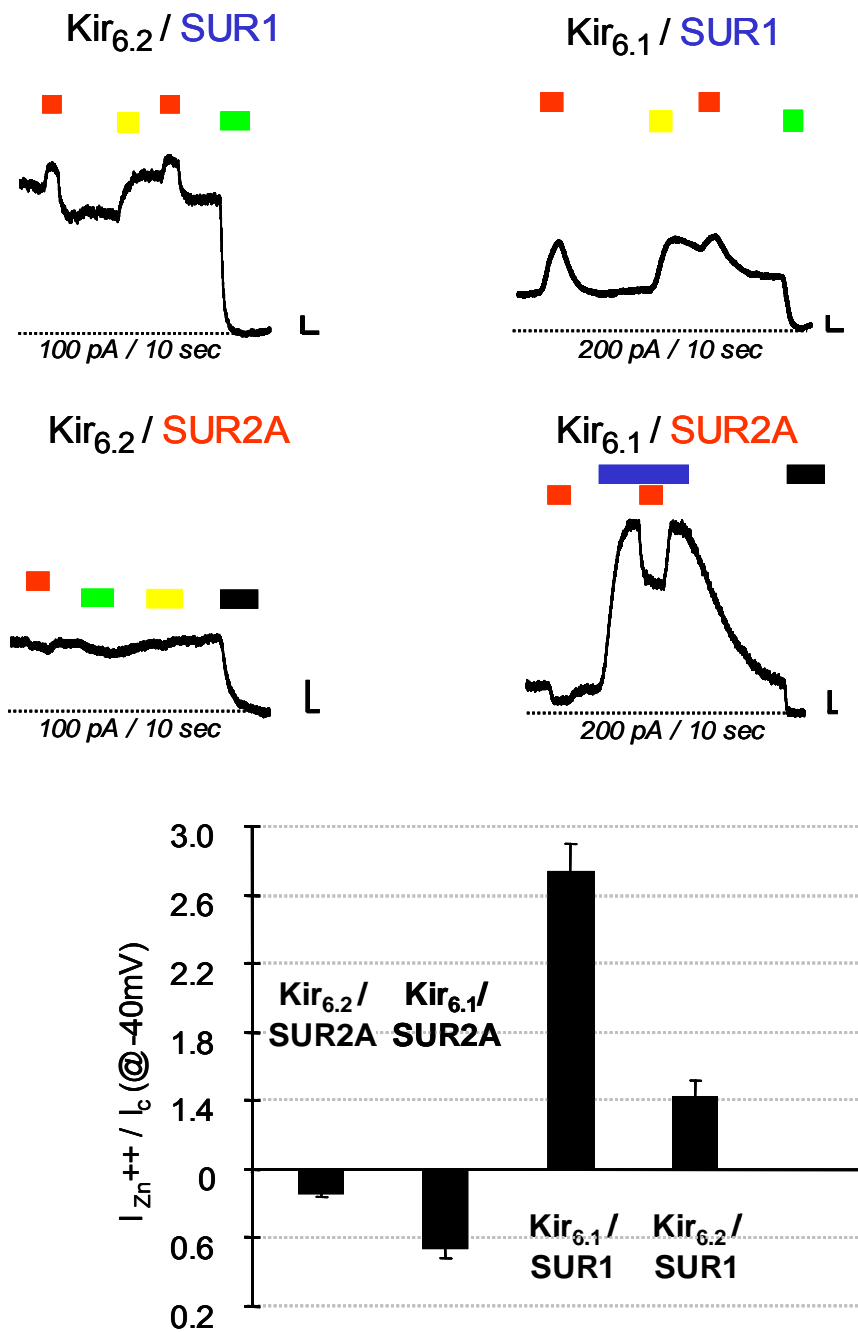 Kir6.2 / SUR1
100 pA / 10 sec
Kir6.1 / SUR1
200 pA / 10 sec
Kir6.2 / SUR2A
100 pA / 10 sec
Kir6.1 / SUR2A
200 pA / 10 sec
I Zn++ / Ic (@-40mV)
3.0
2.6
2.2
1.8
1.4
0
0.6
0.2
Kir6.2 /
SUR2A
Kir6.1/
SUR2A
Kir6.1/
SUR1
Kir6.2 /
SUR1